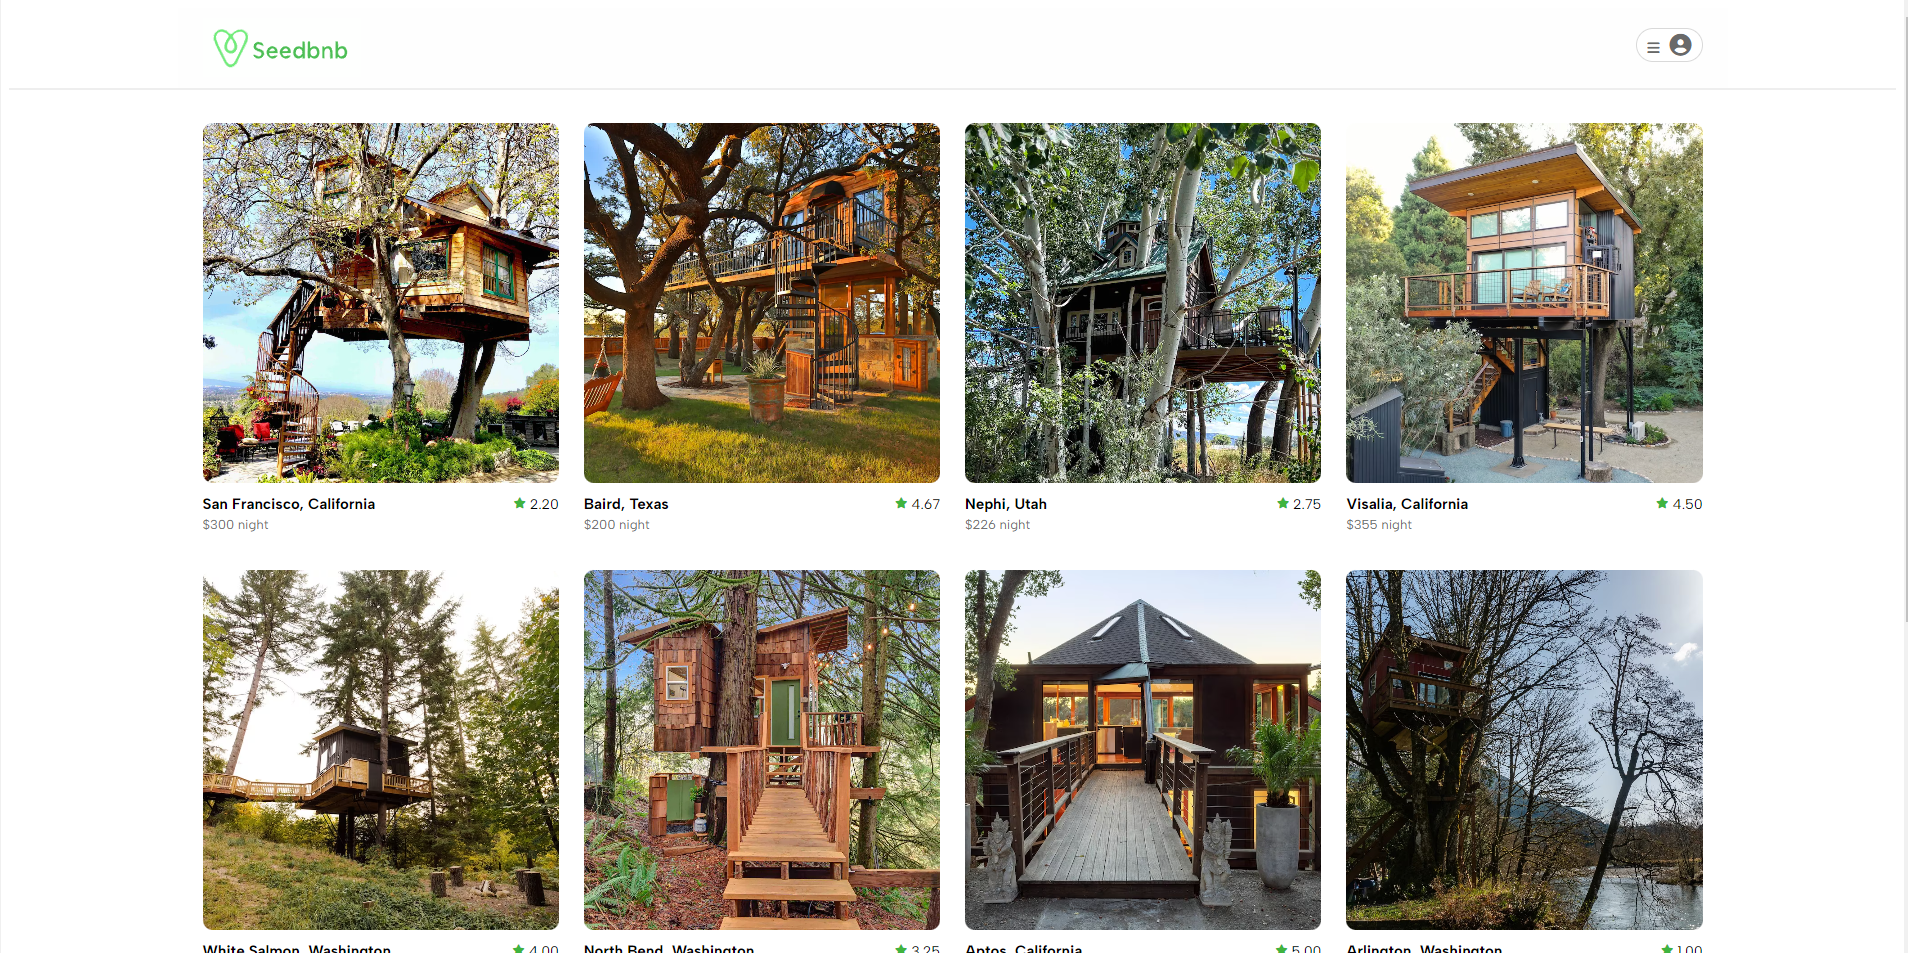 Seedbnb
San Francisco, California
2.20
$300 night
Baird, Texas
4.67
$200 night
Nephi, Utah
2.75
$226 night
Visalia, California
4.50
$355 night
White Salmon, Washington
4.00
North Bend, Washington
3.25
Aptos, California
5.00
Arlington, Washington
1.00